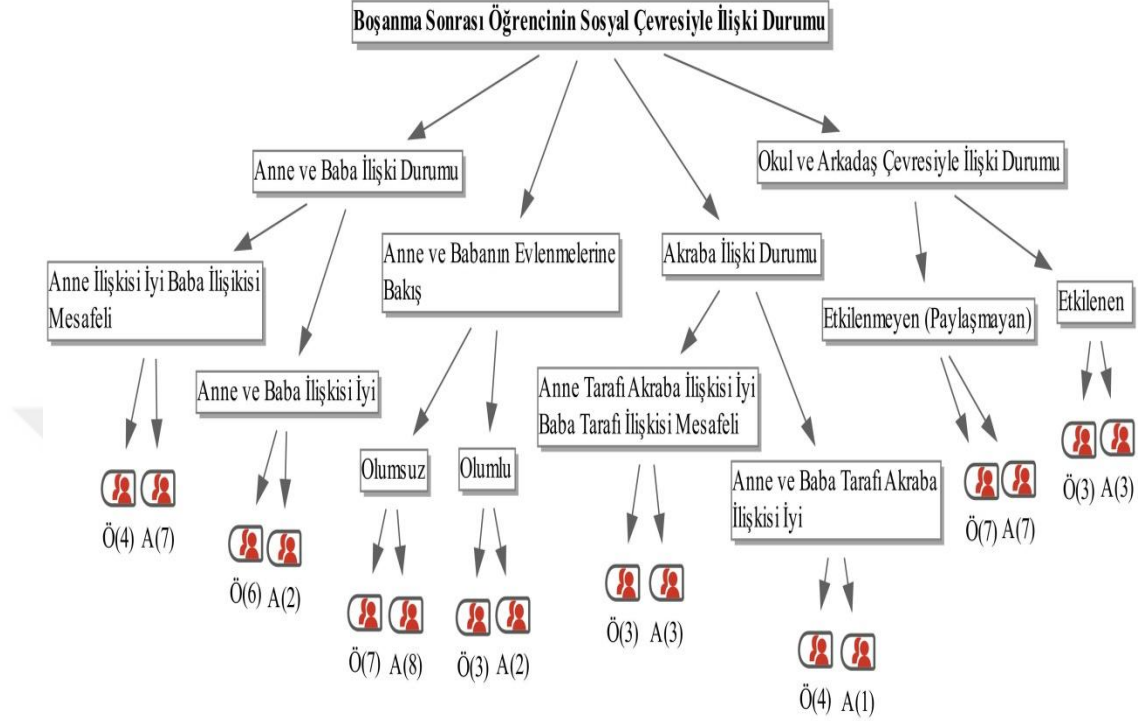 Boşanma Sonrası Öğrencinin Sosyal Çevresiyle İlişki Durumu
Anne ve Baba İlişki Durumu
Okul ve Arkadaş Çevresiyle İlişki Durumu
Anne İlişkisi İyi Baba İlişikisi
Mesafeli
Anne ve Babanın Evlenmelerine
Bakış
Akraba İlişki Durumu
Etkilenmeyen (Paylaşmayan)
Etkilenen
Anne ve Baba İlişkisi İyi
Olumsuz
Olumlu
Anne Tarafı Akraba İlişkisi İyi
Baba Tarafı İlişkisi Mesafeli
Anne ve Baba Tarafı Akraba
İlişkisi İyi
Ö(4) A(7)
Ö(6) A(2)
Ö(7) A(8)
Ö(3) A(2)
Ö(3) A(3)
Ö(4) A(1)
Ö(7) A(7)
Ö(3) A(3)